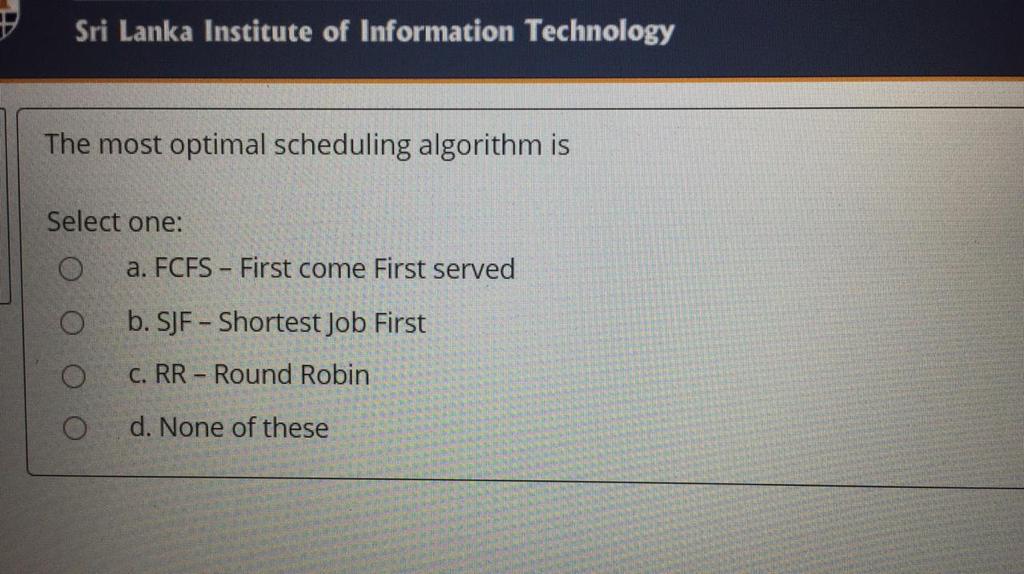 Sri Lanka Institute of Information Technology
The most optimal scheduling algorithm is
Select one:
a. FCFS – First come First served
b. SJF – Shortest Job First
c. RR – Round Robin
d. None of these